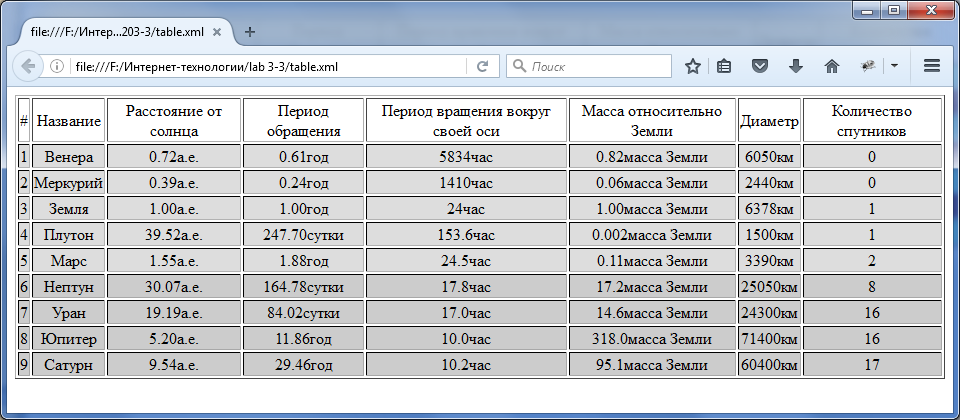 file:///F:/Интер...203-3/table.xml
file:///F:/Интернет-технологии/lab 3-3/table.xml
Поиск
# Название Расстояние от солнца Период обращения Период вращения вокруг своей оси Масса относительно Земли Диаметр Количество спутников
1 Венера 0.72а.е. 0.61год 5834час 0.82масса Земли 6050км 0
2 Меркурий 0.39а.е. 0.24год 1410час 0.06масса Земли 2440км 0
3 Земля 1.00а.е. 1.00год 24час 1.00масса Земли 6378км 1
4 Плутон 39.52а.е. 247.70сутки 153.6час 0.002масса Земли 1500км 1
5 Марс 1.55а.е. 1.88год 24.5час 0.11масса Земли 3390км 2
6 Нептун 30.07а.е. 164.78сутки 17.8час 17.2масса Земли 25050км 8
7 Уран 19.19а.е. 84.02сутки 17.0час 14.6масса Земли 24300км 16
8 Юпитер 5.20а.е. 11.86год 10.0час 318.0масса Земли 71400км 16
9 Сатурн 9.54а.е. 29.46год 10.2час 95.1масса Земли 60400км 17